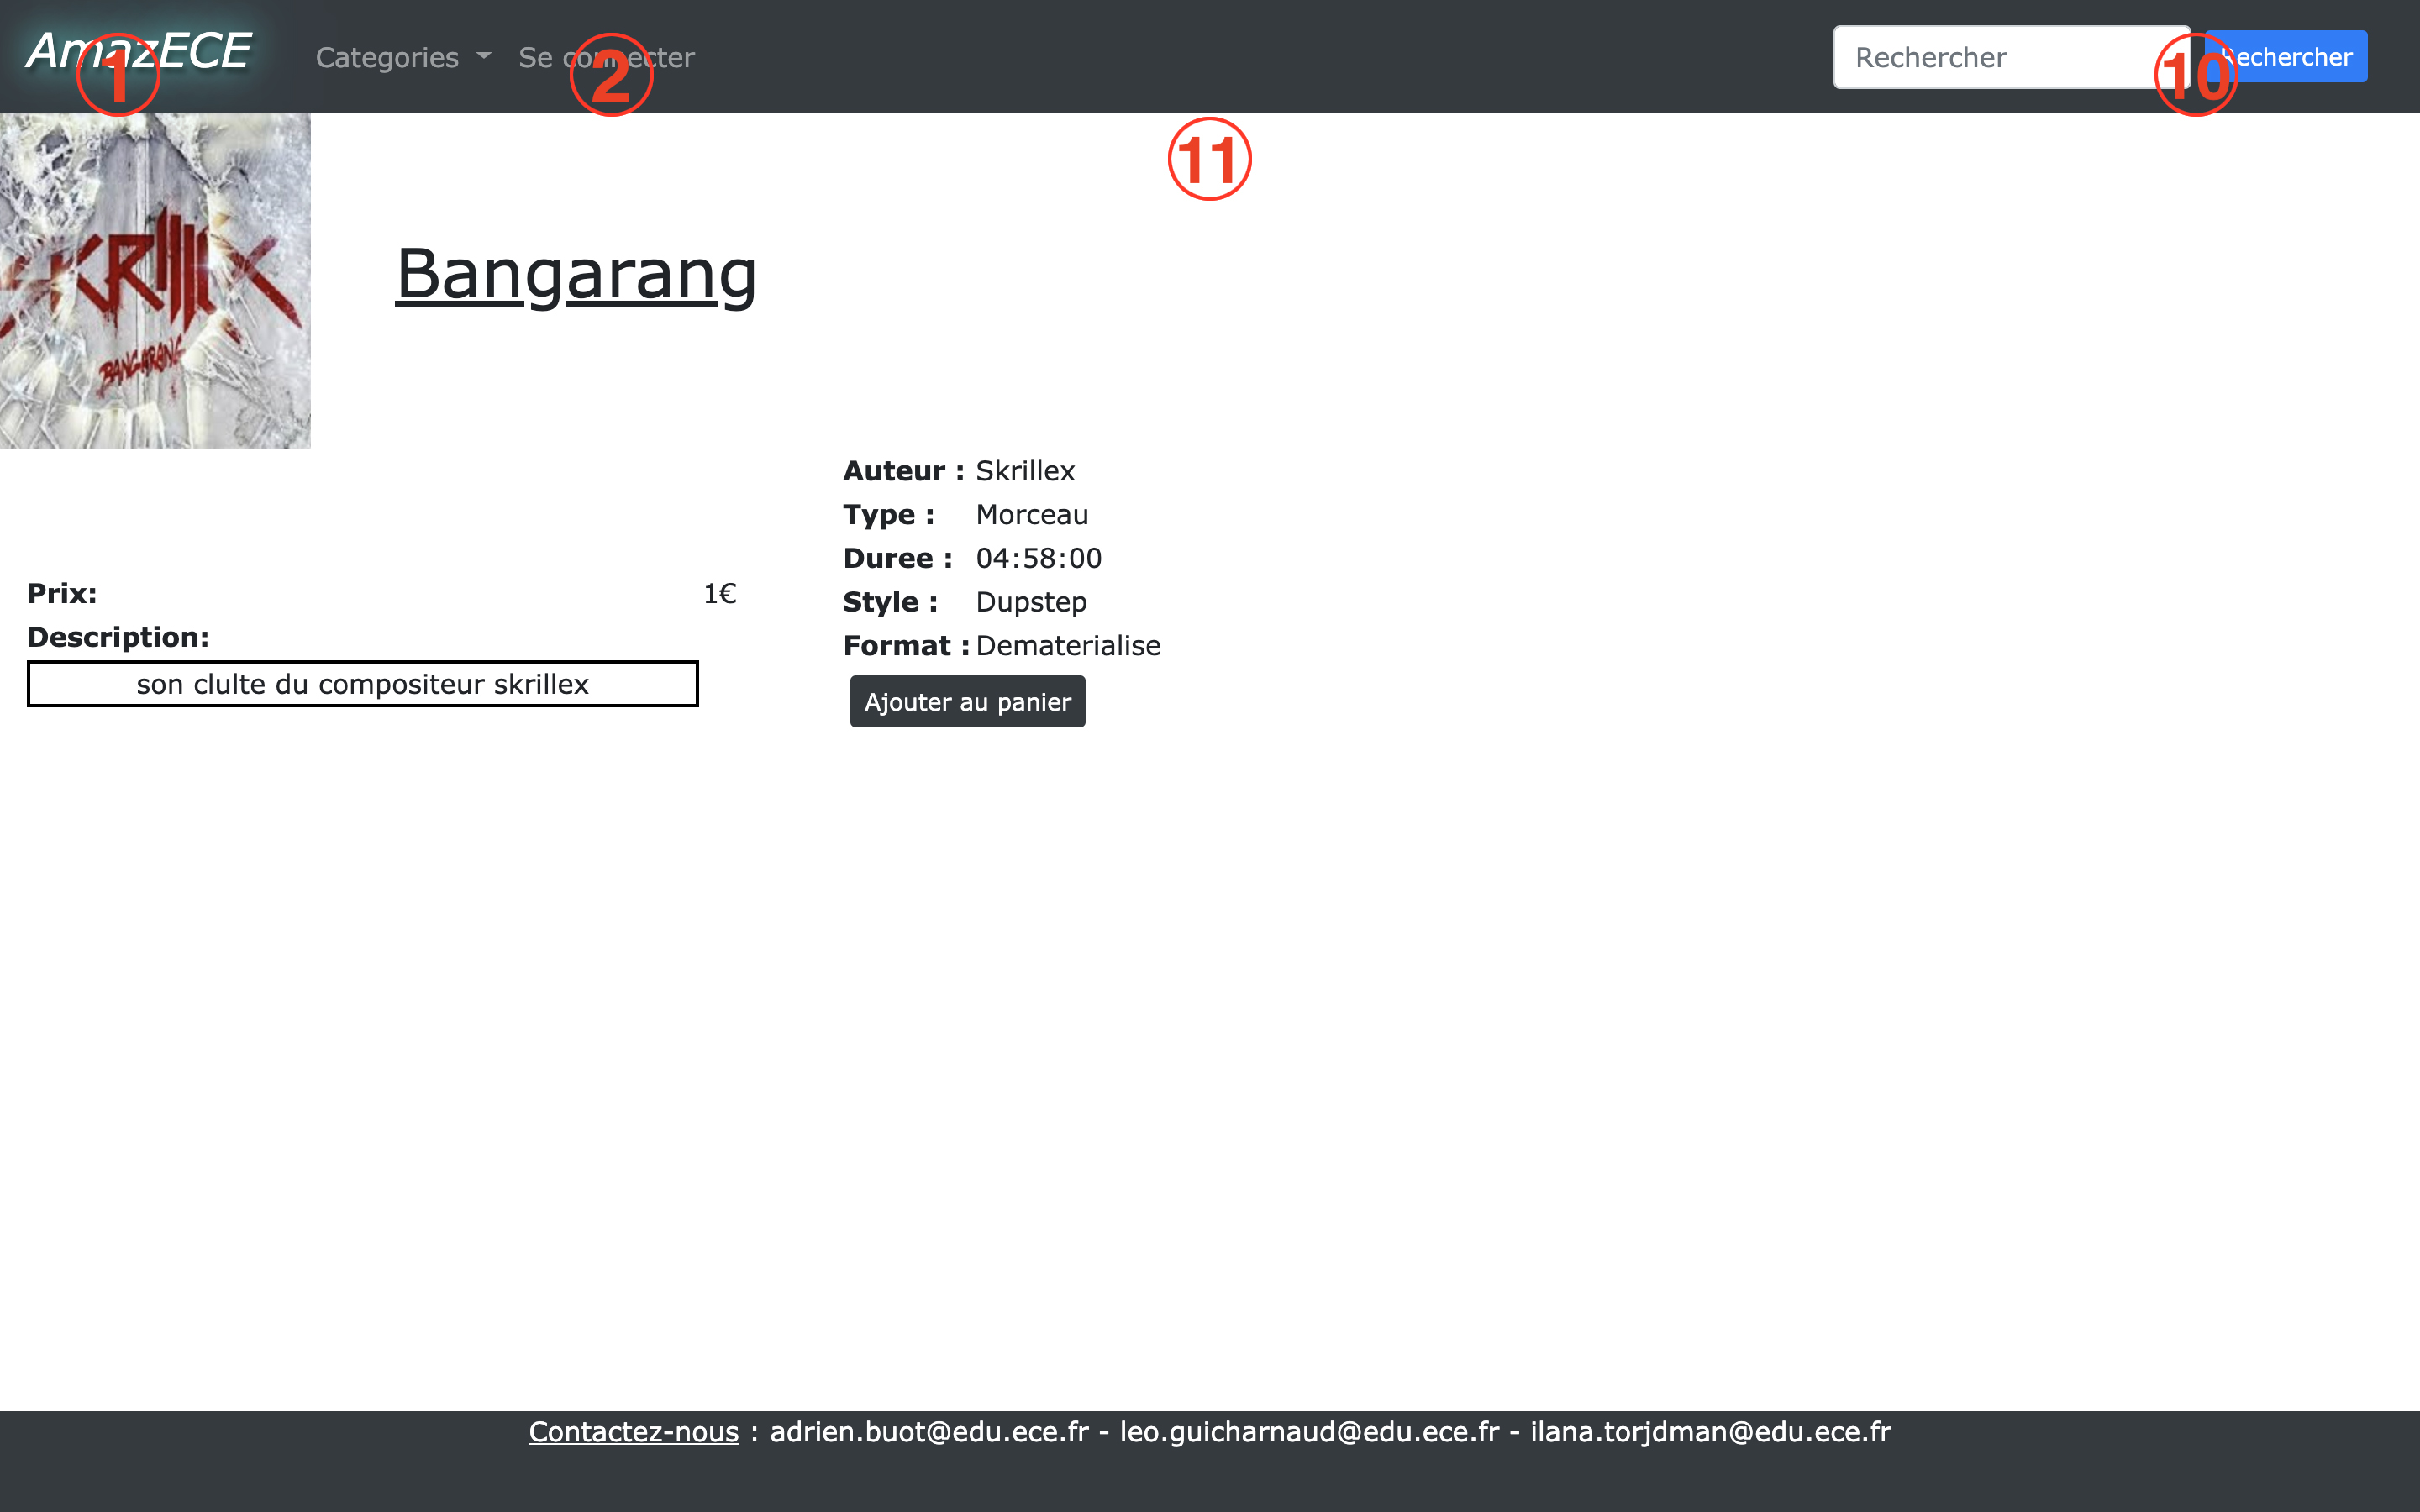 AmazECE Categories Se connecter Rechercher Rechercher
1 2 10
11
SKRILLEX
BANGARANG
Bangarang
Auteur : Skrillex
Type : Morceau
Duree : 04:58:00
Style : Dupstep
Format : Dematerialise
Ajouter au panier
Prix: 1€
Description:
son clulte du compositeur skrillex
Contactez-nous : adrien.buot@edu.ece.fr - leo.guicharnaud@edu.ece.fr - ilana.torjdman@edu.ece.fr